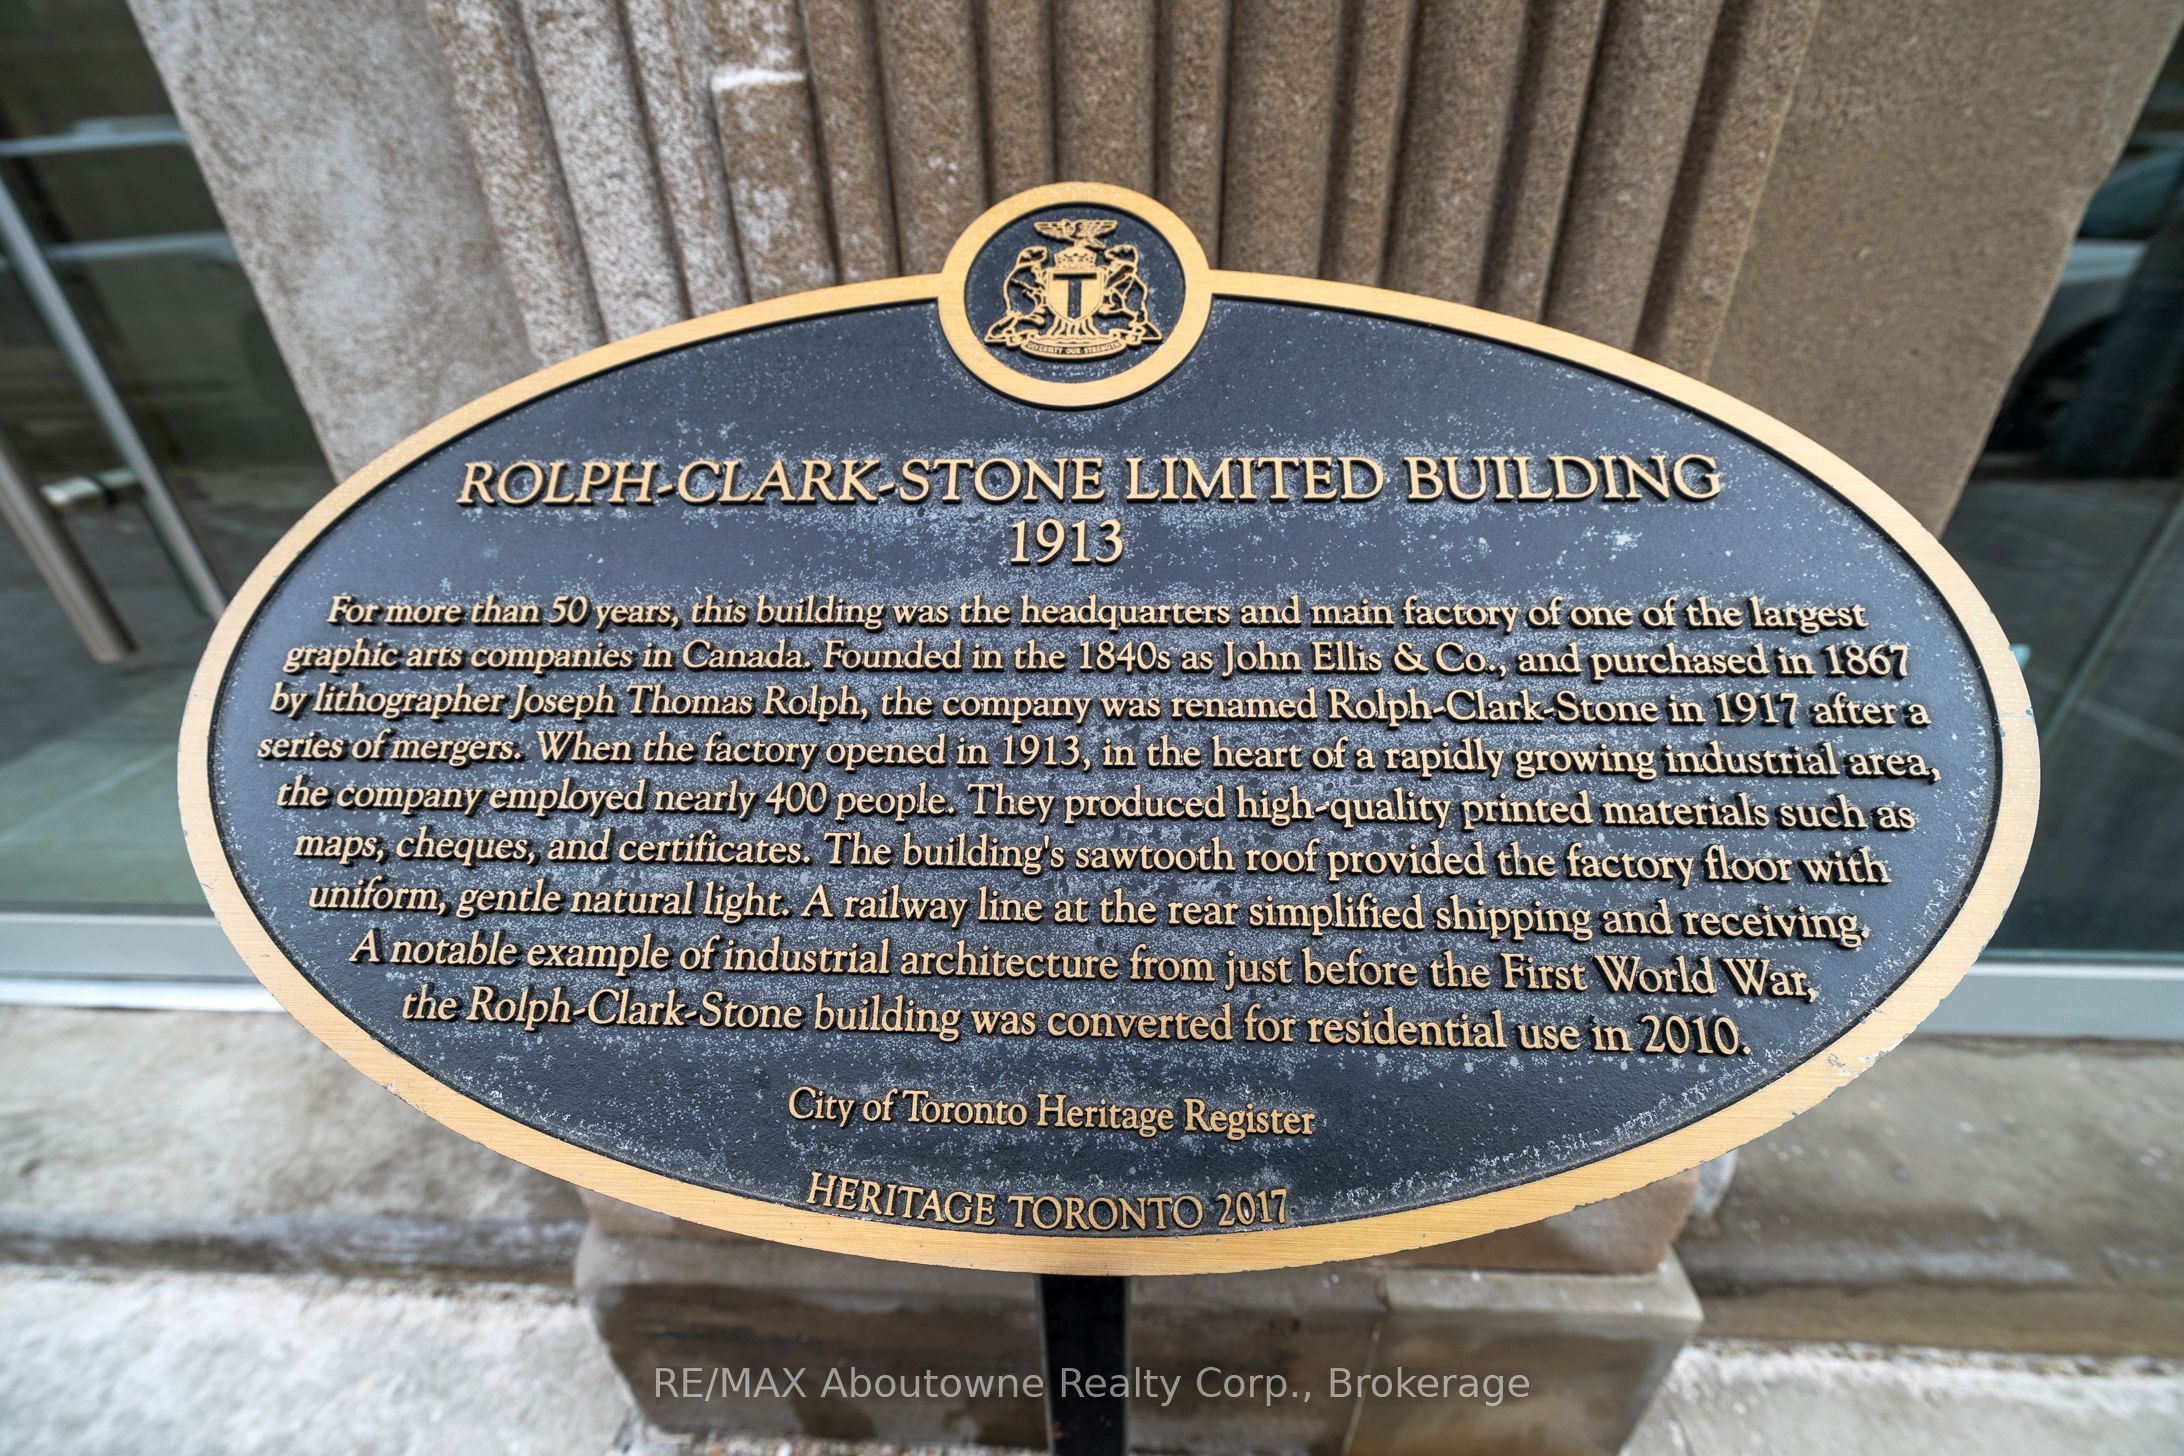 T
DIVERSITY OUR STRENGTH
ROLPH-CLARK-STONE LIMITED BUILDING
1913
For more than 50 years, this building was the headquarters and main factory of one of the largest
graphic arts companies in Canada. Founded in the 1840s as John Ellis & Co., and purchased in 1867
by lithographer Joseph Thomas Rolph, the company was renamed Rolph-Clark-Stone in 1917 after a
series of mergers. When the factory opened in 1913, in the heart of a rapidly growing industrial area,
the company employed nearly 400 people. They produced high-quality printed materials such as
maps, cheques, and certificates. The building's sawtooth roof provided the factory floor with
uniform, gentle natural light. A railway line at the rear simplified shipping and receiving.
A notable example of industrial architecture from just before the First World War,
the Rolph-Clark-Stone building was converted for residential use in 2010.
City of Toronto Heritage Register
HERITAGE TORONTO 2017
RE/MAX Aboutowne Realty Corp., Brokerage